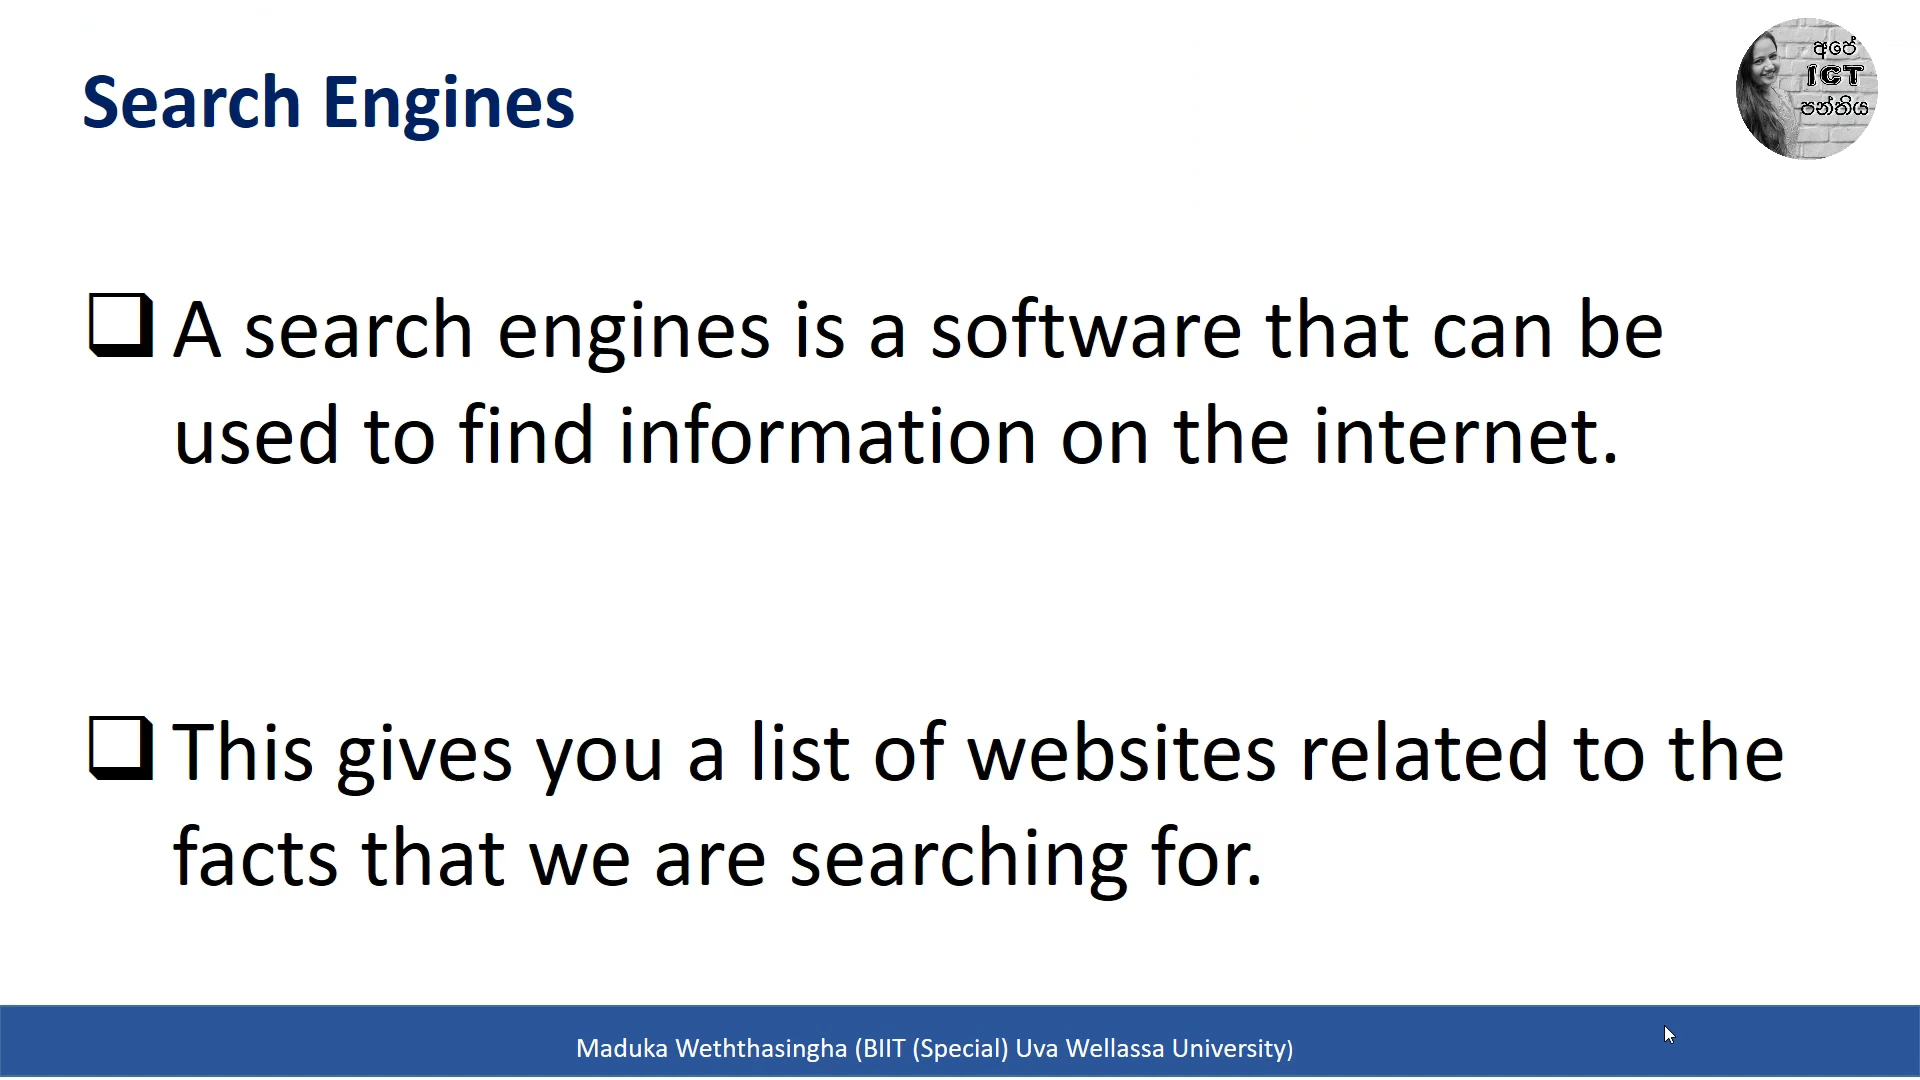 Search Engines
අපේ
ICT
පන්තිය
A search engines is a software that can be
used to find information on the internet.
This gives you a list of websites related to the
facts that we are searching for.
Maduka Weththasingha (BIIT (Special) Uva Wellassa University)